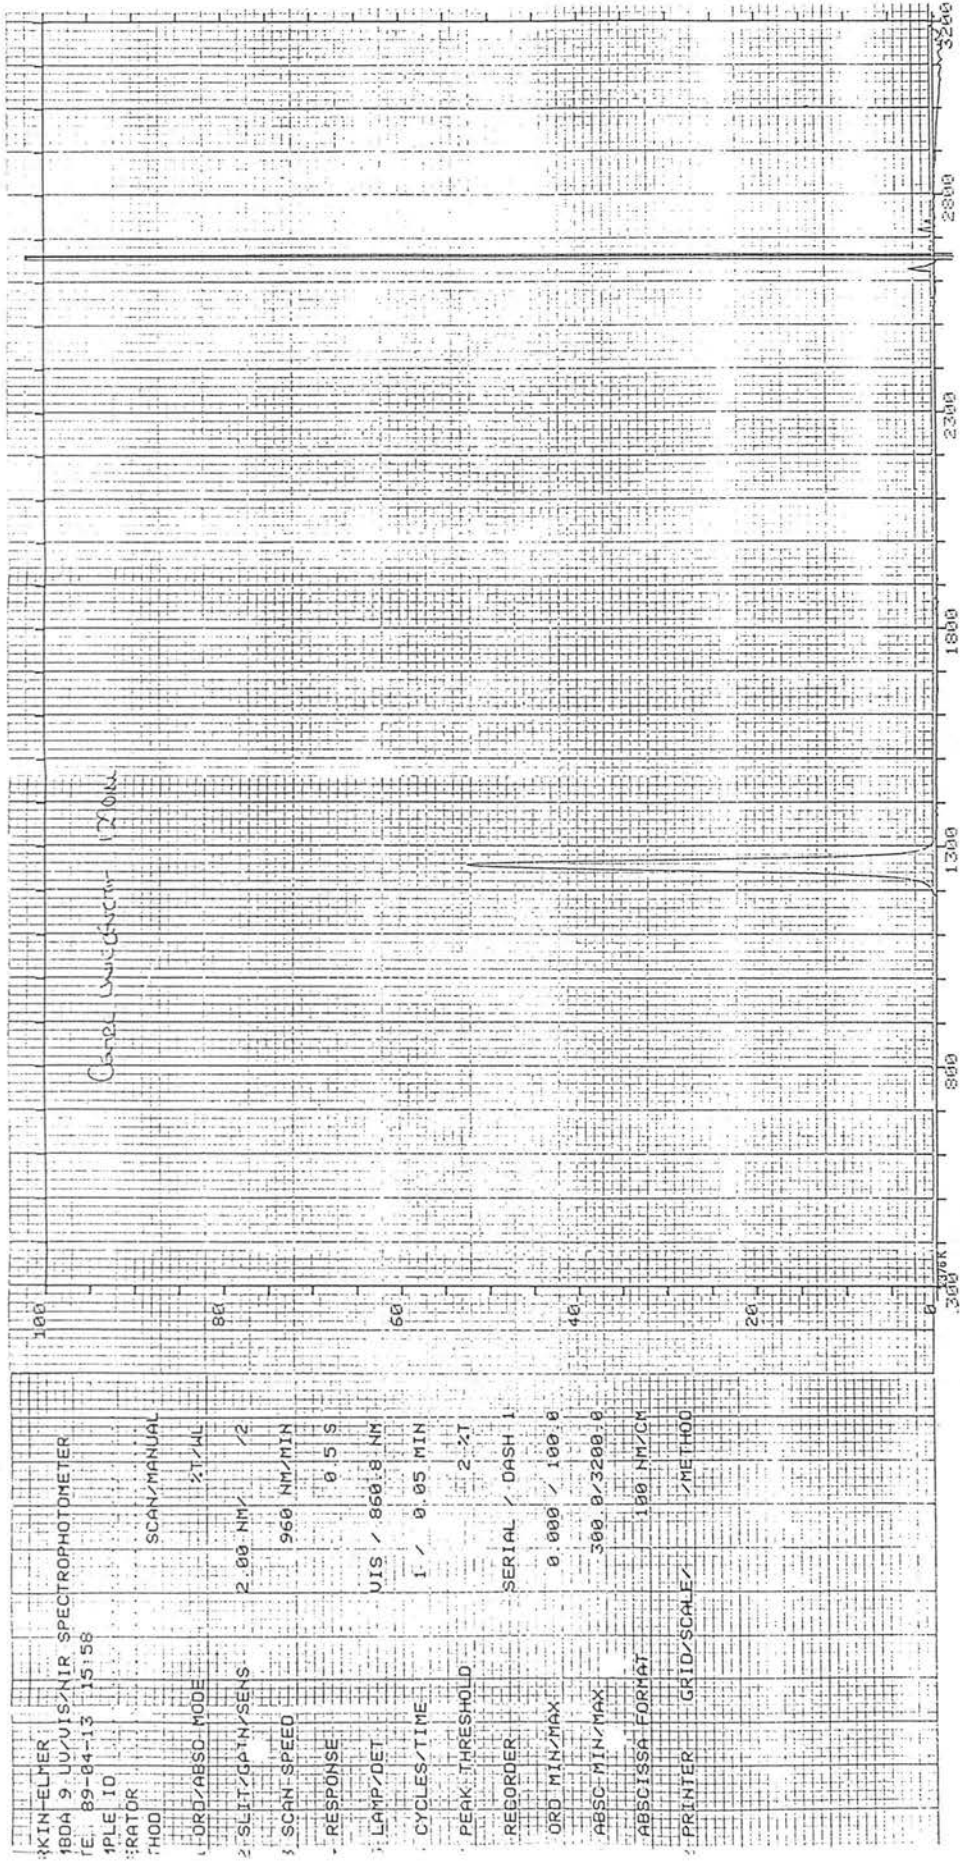 RKIN-ELMER
MBDA 9 UV/VIS/NIR SPECTROPHOTOMETER
TE 89-04-13 15:58
MPLE ID
ERATOR
THOD SCAN/MANUAL
ORD/ABSO MODE %T/WL
2 SLIT/GAIN/SENS 2.00 NM/ /2
3 SCAN SPEED 960 NM/MIN
RESPONSE 0.5 S
LAMP/DET VIS / 860.8 NM
CYCLES/TIME 1 / 0.05 MIN
PEAK THRESHOLD 2 %T
RECORDER SERIAL / DASH 1
ORD MIN/MAX 0.000 / 100.0
ABSC MIN/MAX 300.0/3200.0
ABSCISSA FORMAT 100 NM/CM
PRINTER GRID/SCALE/ /METHOD
100
80
60
40
20
0
2376K
300
800
1300
1800
2300
2800
3200